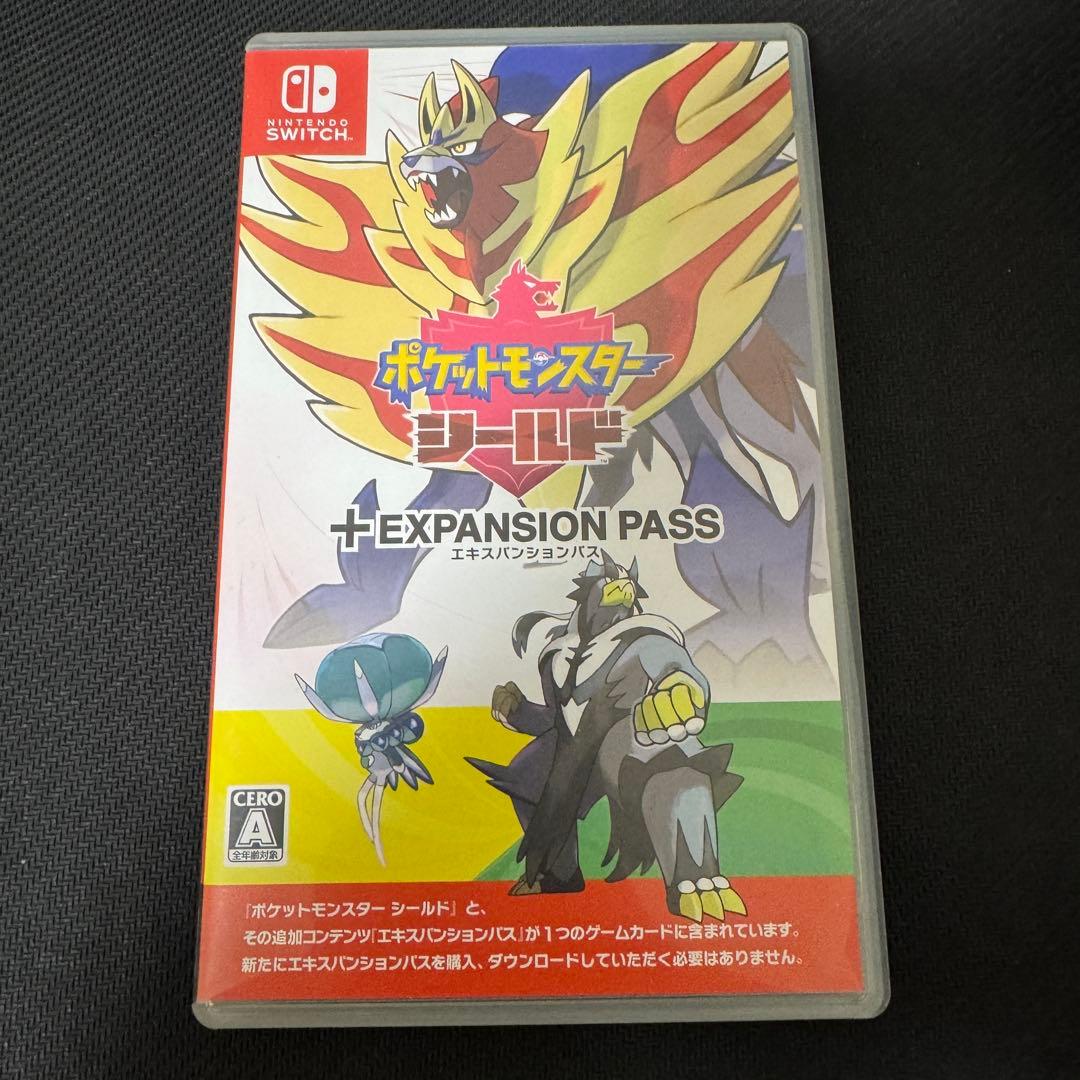 NINTENDO
SWITCH™
ポケットモンスター
シールド™
+EXPANSION PASS
エキスパンションパス
CERO
A
全年齢対象
『ポケットモンスター シールド』と、
その追加コンテンツ『エキスパンションパス』が1つのゲームカードに含まれています。
新たにエキスパンションパスを購入、ダウンロードしていただく必要はありません。